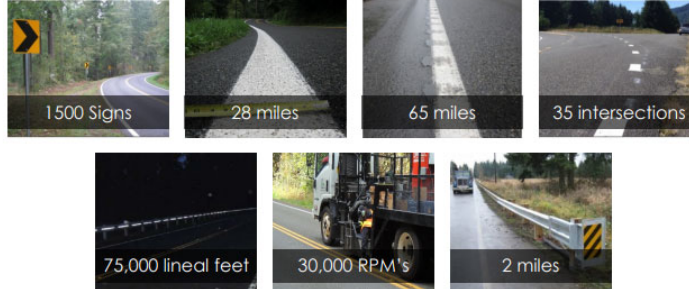 1500 Signs
28 miles
65 miles
35 intersections
75,000 lineal feet
30,000 RPM's
2 miles